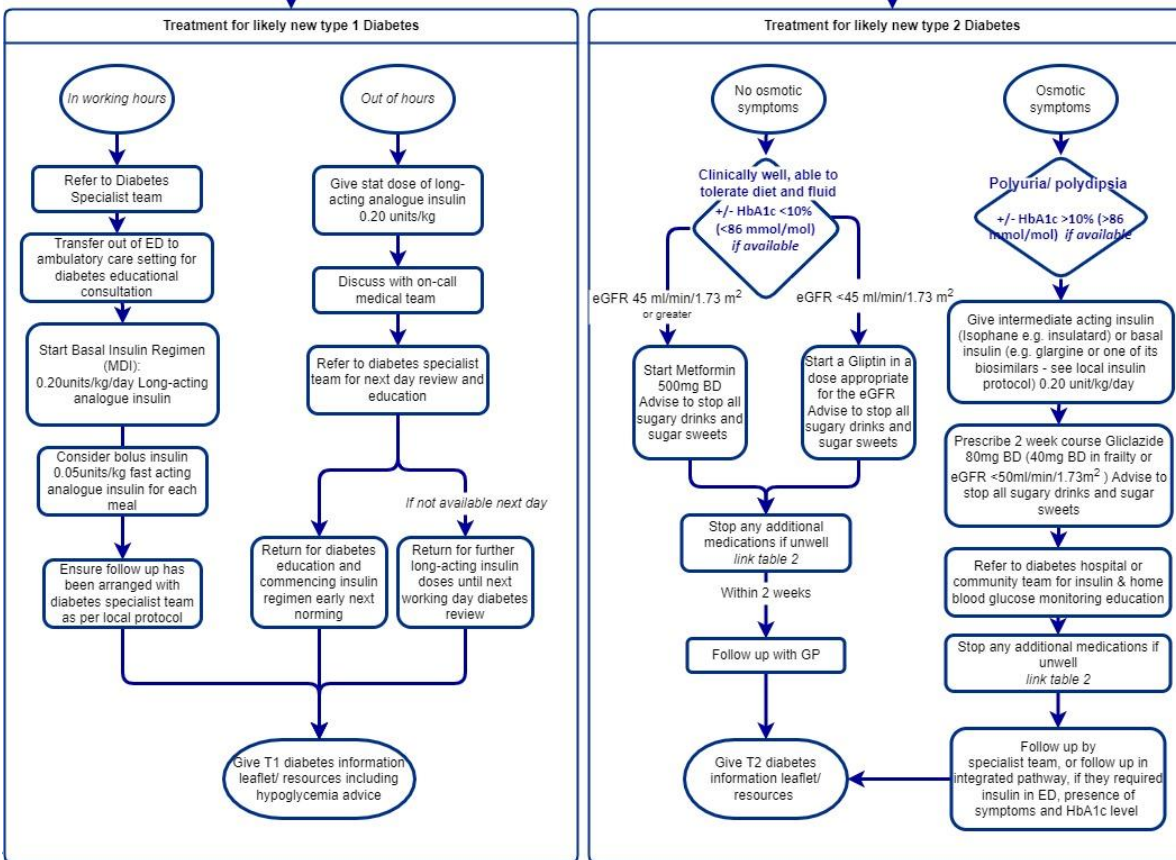 Treatment for likely new type 1 Diabetes
In working hours
Refer to Diabetes
Specialist team
Transfer out of ED to
ambulatory care setting for
diabetes educational
consultation
Start Basal Insulin Regimen
(MDI):
0.20units/kg/day Long-acting
analogue insulin
Consider bolus insulin
0.05units/kg fast acting
analogue insulin for each
meal
Ensure follow up has
been arranged with
diabetes specialist team
as per local protocol
Out of hours
Give stat dose of long-
acting analogue insulin
0.20 units/kg
Discuss with on-call
medical team
Refer to diabetes specialist
team for next day review and
education
If not available next day
Return for diabetes
education and
commencing insulin
regimen early next
norming
Return for further
long-acting insulin
doses until next
working day diabetes
review
Give T1 diabetes information
leaflet/ resources including
hypoglycemia advice
Treatment for likely new type 2 Diabetes
No osmotic
symptoms
Clinically well, able to
tolerate diet and fluid
+/- HbA1c <10%
(<86 mmol/mol)
if available
eGFR 45 ml/min/1.73 m²
or greater
eGFR <45 ml/min/1.73 m²
Start Metformin
500mg BD
Advise to stop all
sugary drinks and
sugar sweets
Start a Gliptin in a
dose appropriate
for the eGFR
Advise to stop all
sugary drinks and
sugar sweets
Stop any additional
medications if unwell
link table 2
Within 2 weeks
Follow up with GP
Give T2 diabetes
information leaflet/
resources
Osmotic
symptoms
Polyuria/ polydipsia
+/- HbA1c >10% (>86
mmol/mol) if available
Give intermediate acting insulin
(Isophane e.g. insulatard) or basal
insulin (e.g. glargine or one of its
biosimilars - see local insulin
protocol) 0.20 unit/kg/day
Prescribe 2 week course Gliclazide
80mg BD (40mg BD in frailty or
eGFR <50ml/min/1.73m² ) Advise to
stop all sugary drinks and sugar
sweets
Refer to diabetes hospital or
community team for insulin & home
blood glucose monitoring education
Stop any additional medications if
unwell
link table 2
Follow up by
specialist team, or follow up in
integrated pathway, if they required
insulin in ED, presence of
symptoms and HbA1c level